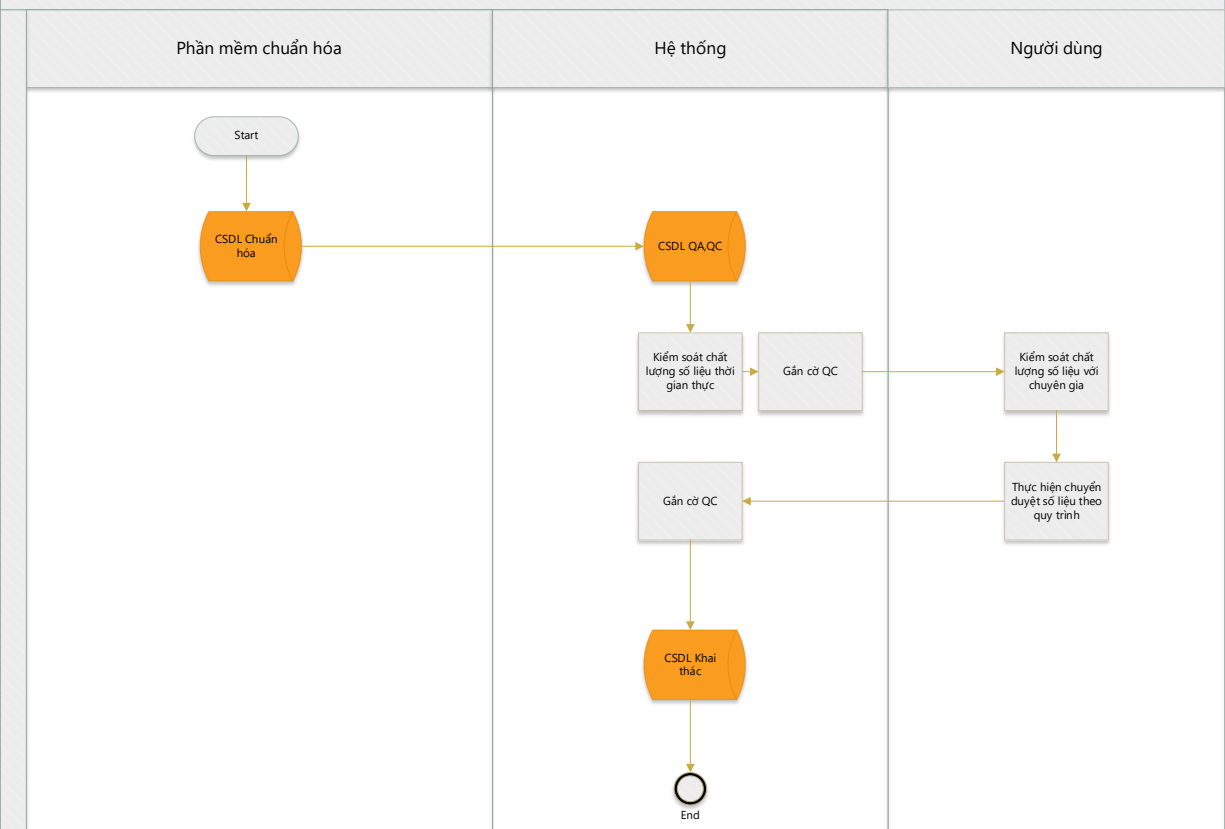 Phần mềm chuẩn hóa
Hệ thống
Người dùng
Start
CSDL Chuẩn
hóa
CSDL QA,QC
Kiểm soát chất
lượng số liệu thời
gian thực
Gắn cờ QC
Kiểm soát chất
lượng số liệu với
chuyên gia
Gắn cờ QC
Thực hiện chuyển
duyệt số liệu theo
quy trình
CSDL Khai
thác
End